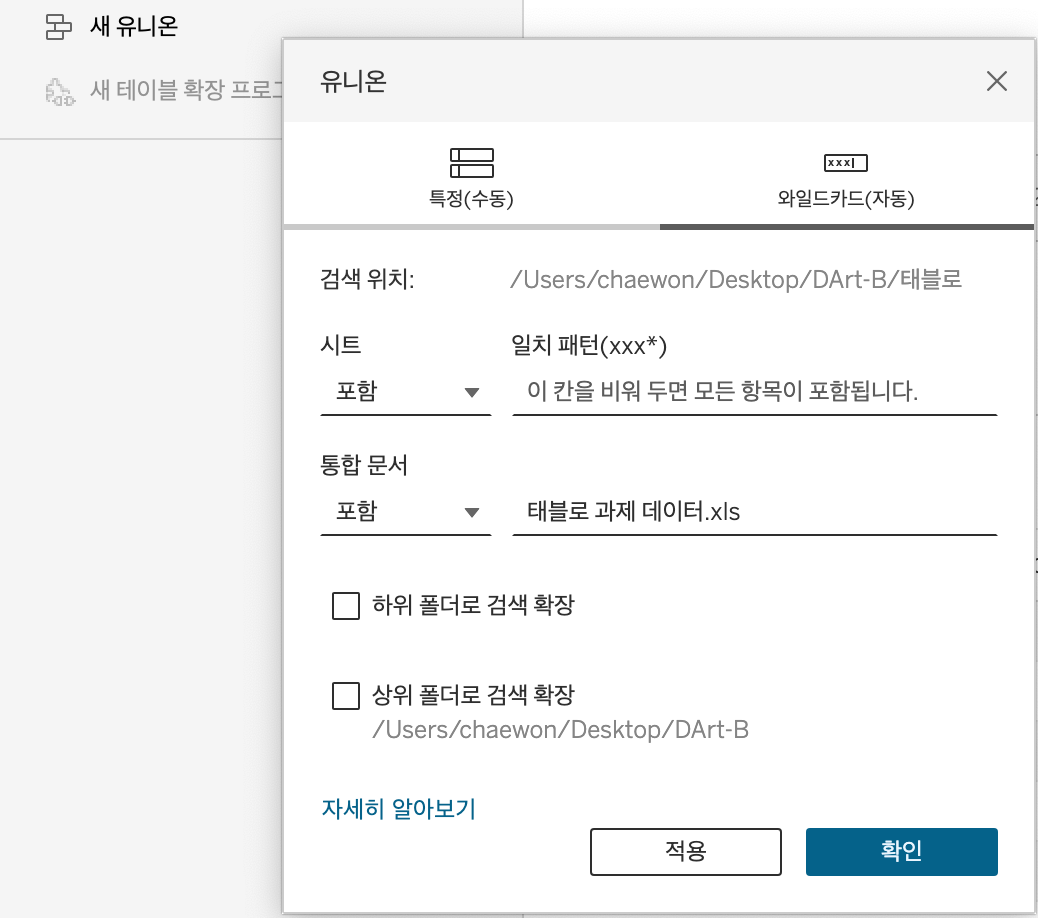 새 유니온
새 테이블 확장 프로그
유니온
xxx
특정(수동)
와일드카드(자동)
검색 위치:
/Users/chaewon/Desktop/DArt-B/태블로
시트
일치 패턴(xxx*)
포함
이 칸을 비워 두면 모든 항목이 포함됩니다.
통합 문서
포함
태블로 과제 데이터.xls
하위 폴더로 검색 확장
상위 폴더로 검색 확장
/Users/chaewon/Desktop/DArt-B
자세히 알아보기
적용
확인